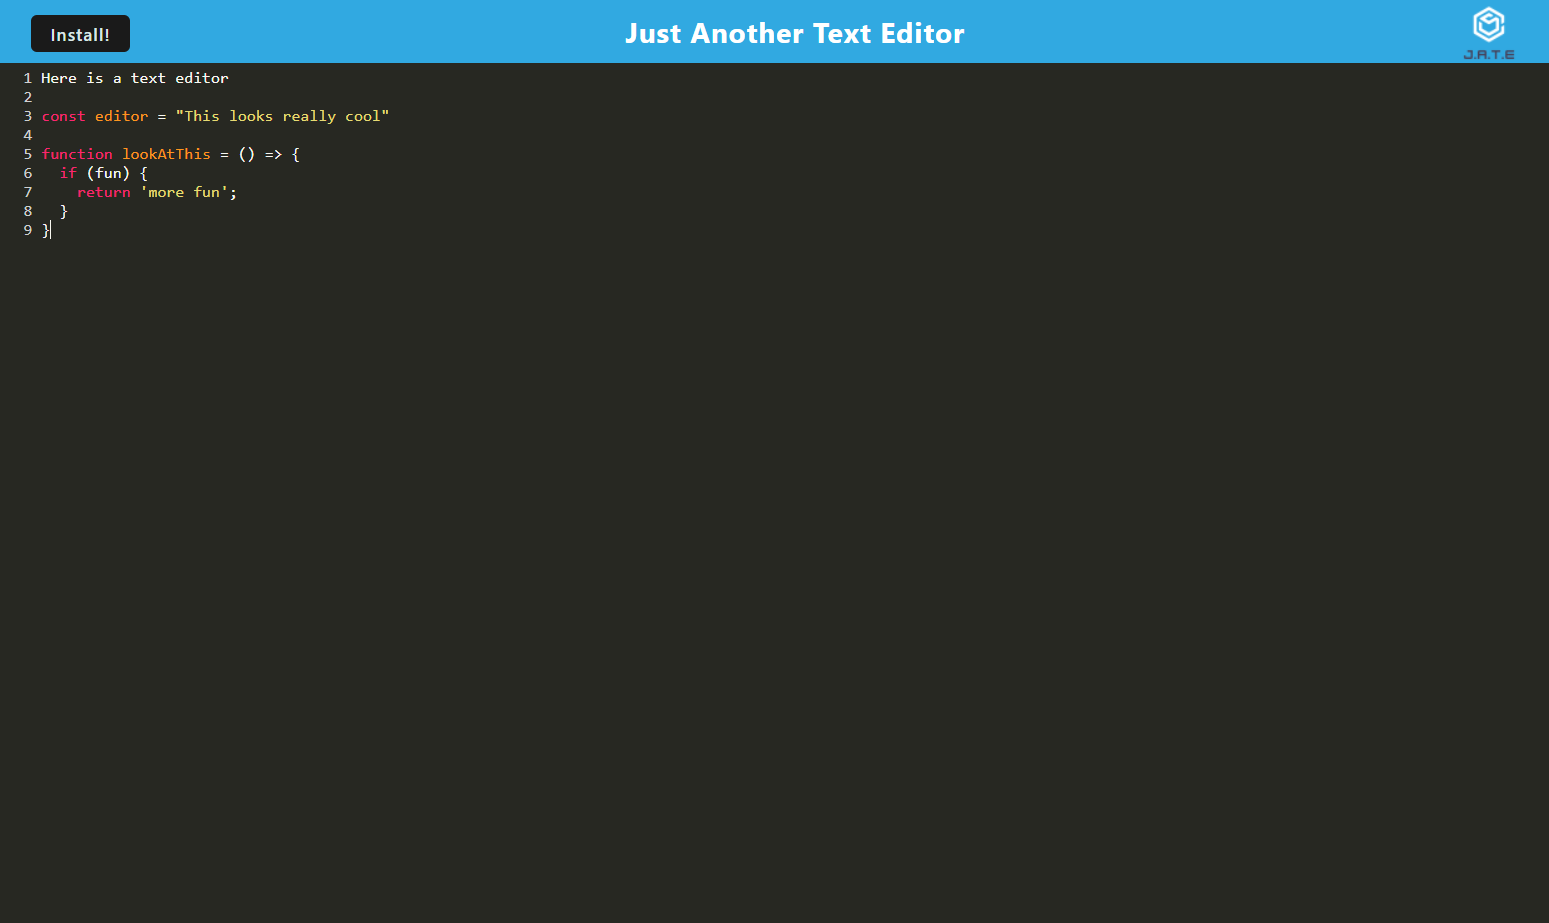 Install!
Just Another Text Editor
J.A.T.E
1 Here is a text editor
2
3 const editor = "This looks really cool"
4
5 function lookAtThis = () => {
6   if (fun) {
7     return 'more fun';
8   }
9 }